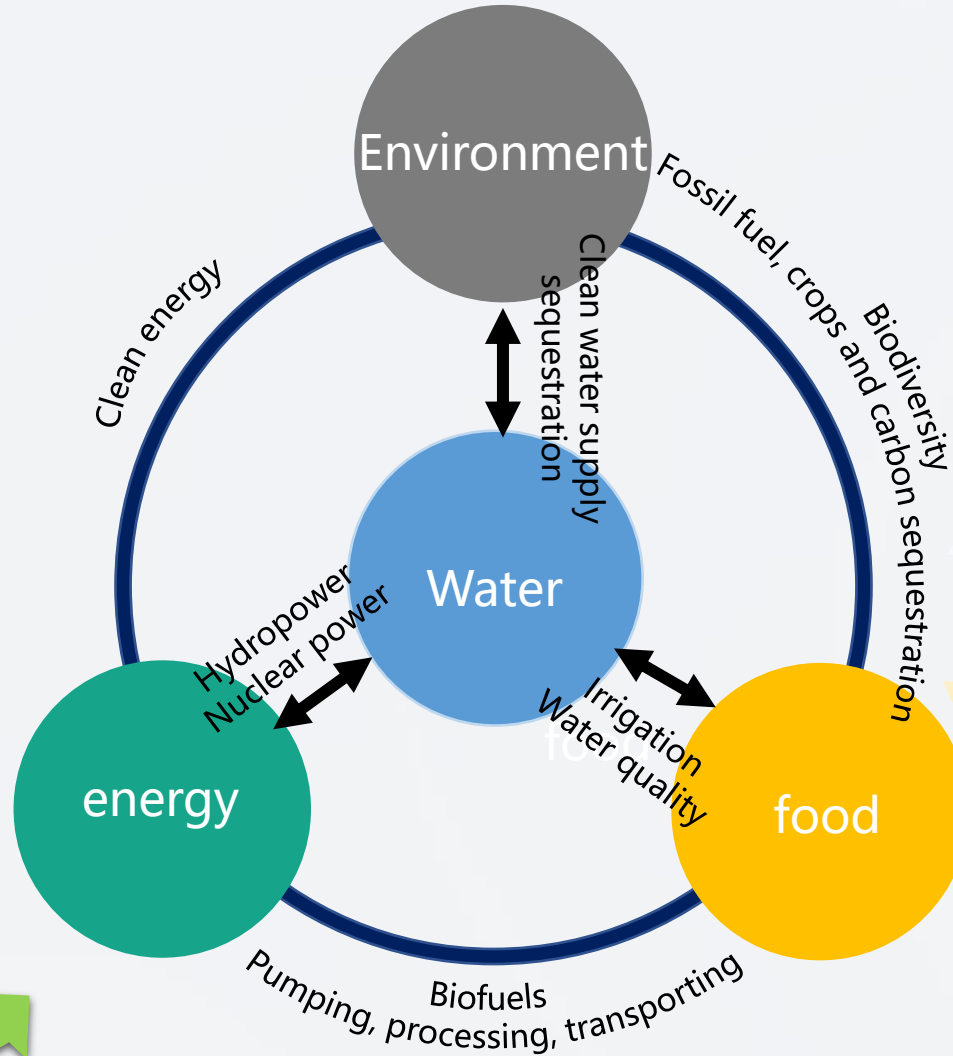 Environment
Fossil fuel, crops and carbon sequestration
Biodiversity
Clean energy
Clean water supply
sequestration
Water
Hydropower
Nuclear power
Irrigation
Water quality
food
energy
food
Biofuels
Pumping, processing, transporting